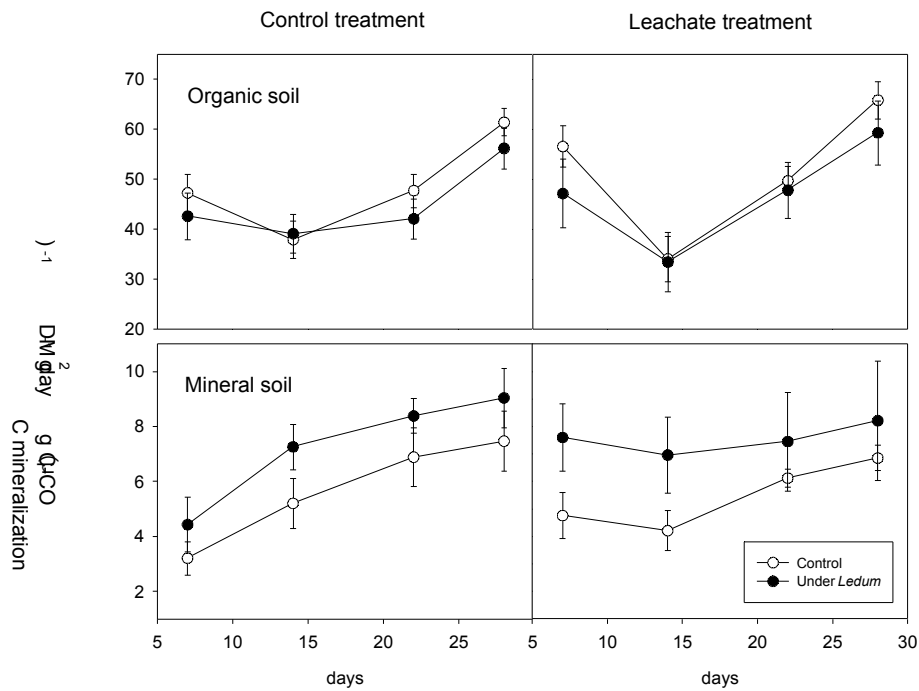 Control treatment
Leachate treatment
70
60
50
40
30
20
Organic soil
10
8
6
4
2
Mineral soil
Control
Under Ledum
5 10 15 20 25 5 10 15 20 25 30
days
days
C mineralization